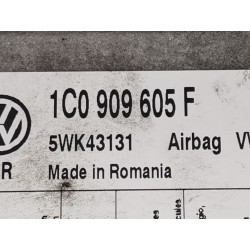 1C0 909 605 F
5WK43131 Airbag
R Made in Romania